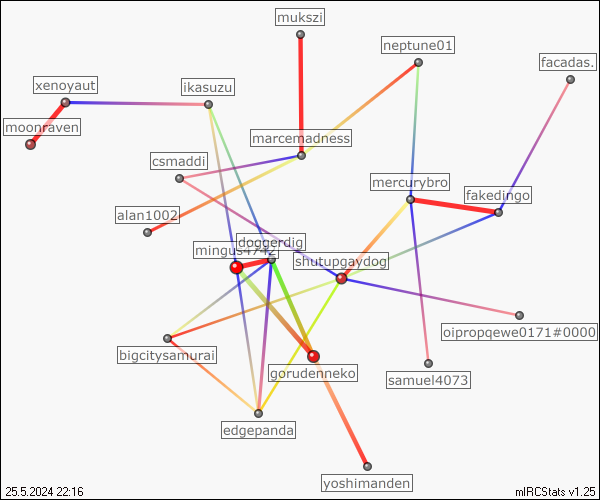 mukszi
neptune01
facadas.
xenoyaut
ikasuzu
moonraven
marcemadness
csmaddi
mercurybro
fakedingo
alan1002
doggerdig
mingus4742
shutupgaydog
oipropqewe0171#0000
bigcitysamurai
gorudenneko
samuel4073
edgepanda
yoshimanden
25.5.2024 22:16
mIRCStats v1.25